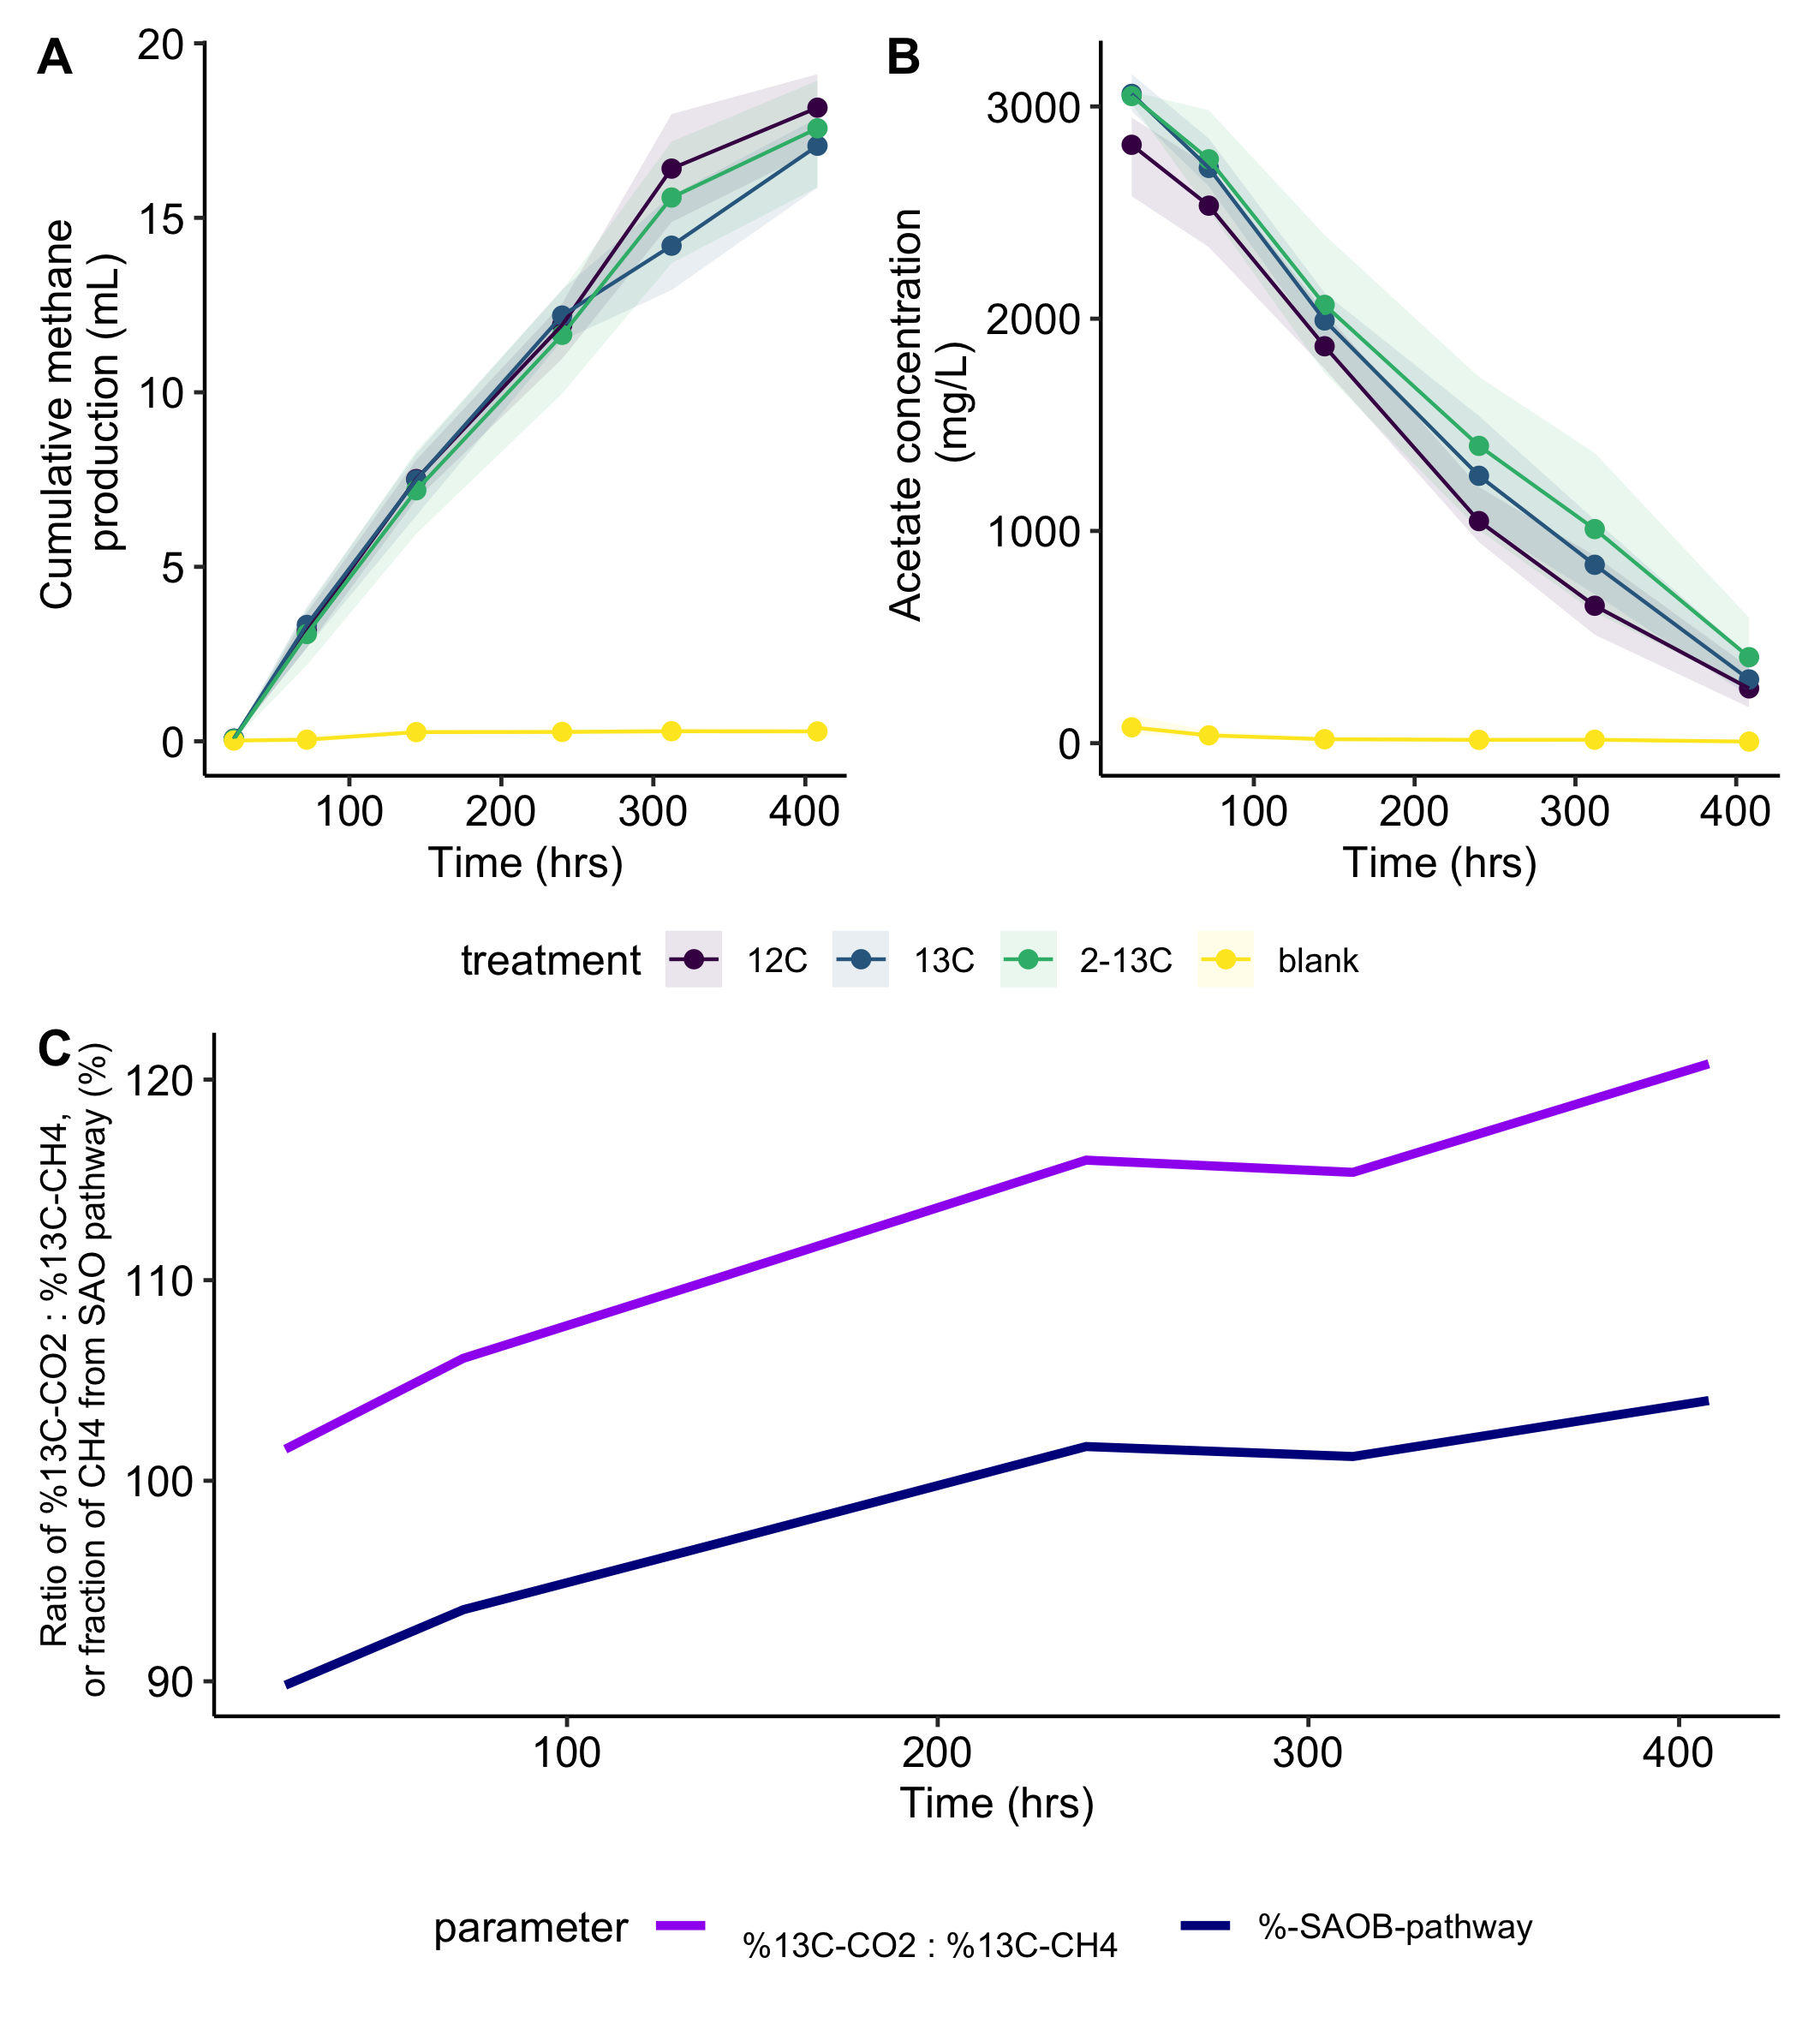 A
Cumulative methane
production (mL)
20
15
10
5
0
100 200 300 400
Time (hrs)
B
Acetate concentration
(mg/L)
3000
2000
1000
0
100 200 300 400
Time (hrs)
treatment 12C 13C 2-13C blank
C
Ratio of %13C-CO2 : %13C-CH4,
or fraction of CH4 from SAO pathway (%)
120
110
100
90
100 200 300 400
Time (hrs)
parameter %13C-CO2 : %13C-CH4 %-SAOB-pathway